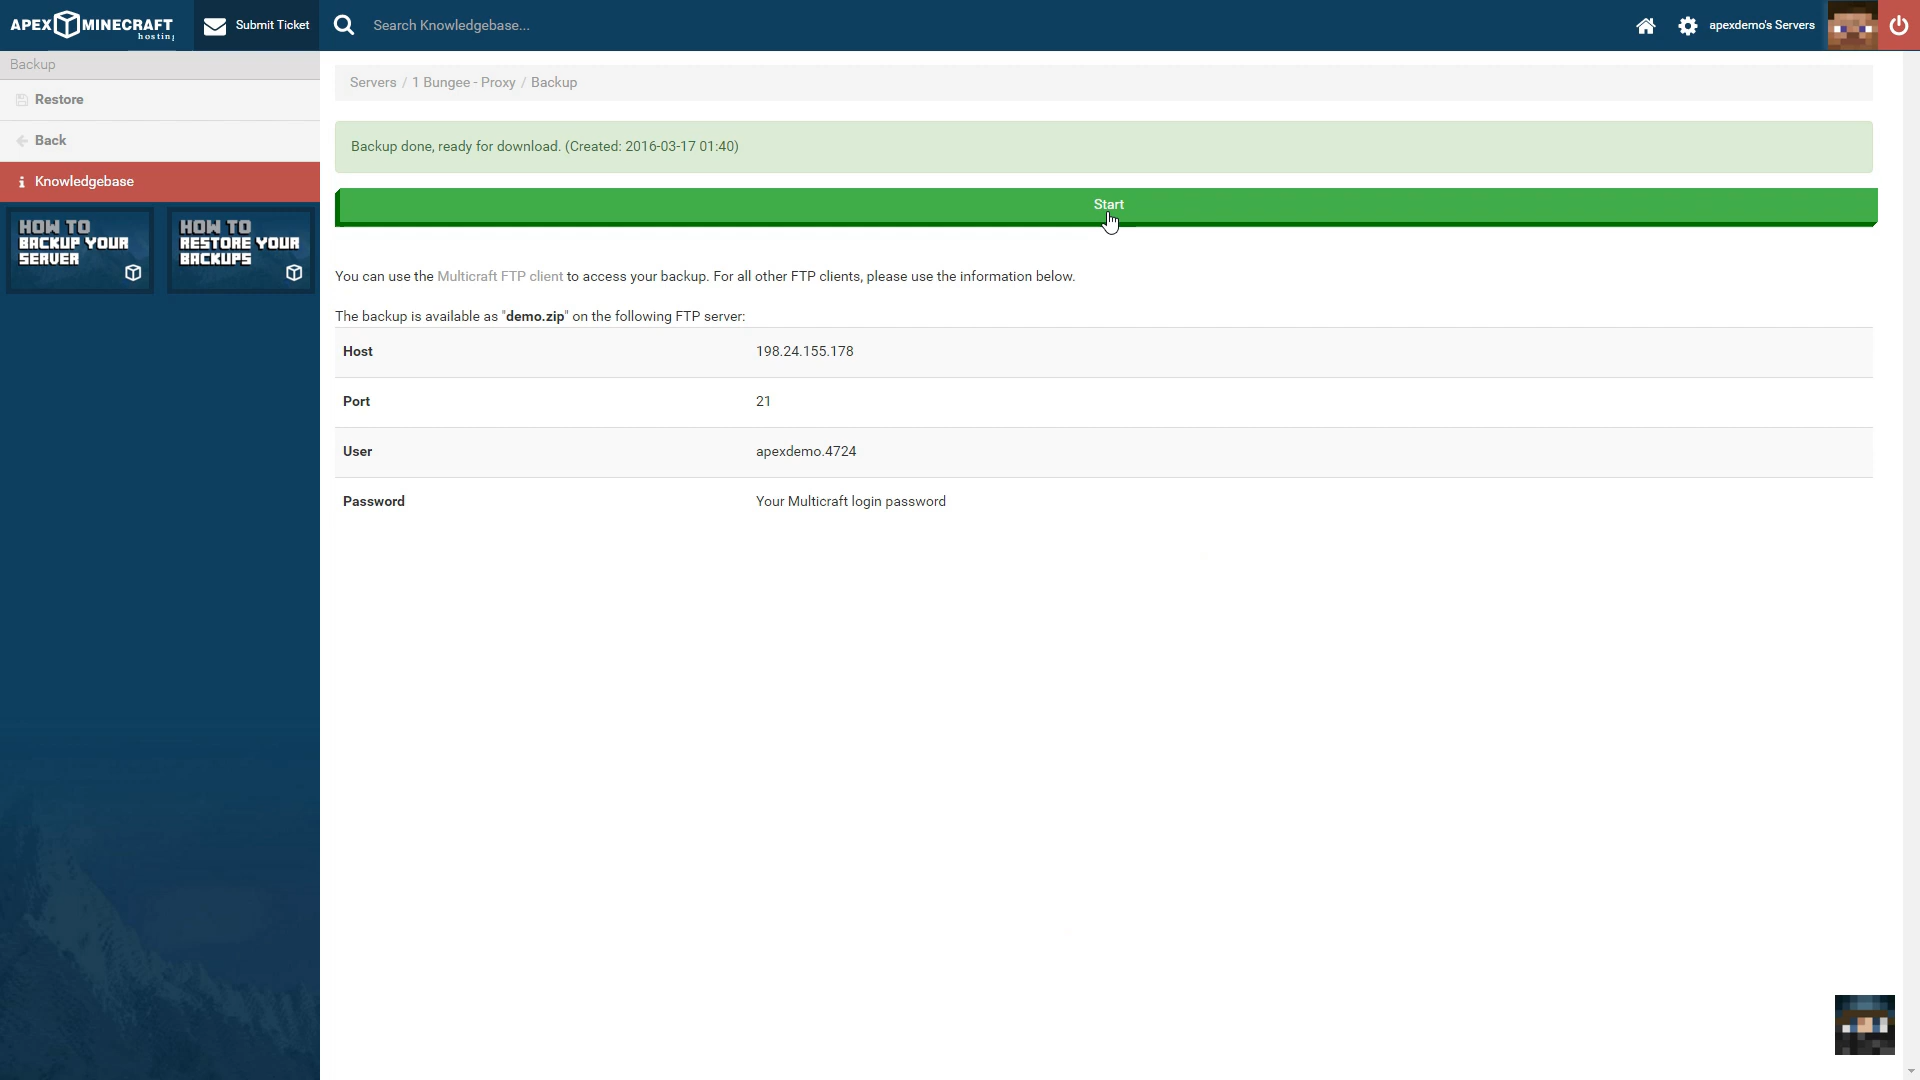 APEX MINECRAFT
hosting
Submit Ticket
Search Knowledgebase...
apexdemo's Servers
Backup
Restore
Back
Knowledgebase
HOW TO
BACKUP YOUR
SERVER
HOW TO
RESTORE YOUR
BACKUPS
Servers / 1 Bungee - Proxy / Backup
Backup done, ready for download. (Created: 2016-03-17 01:40)
Start
You can use the Multicraft FTP client to access your backup. For all other FTP clients, please use the information below.
The backup is available as "demo.zip" on the following FTP server:
Host 198.24.155.178
Port 21
User apexdemo.4724
Password Your Multicraft login password